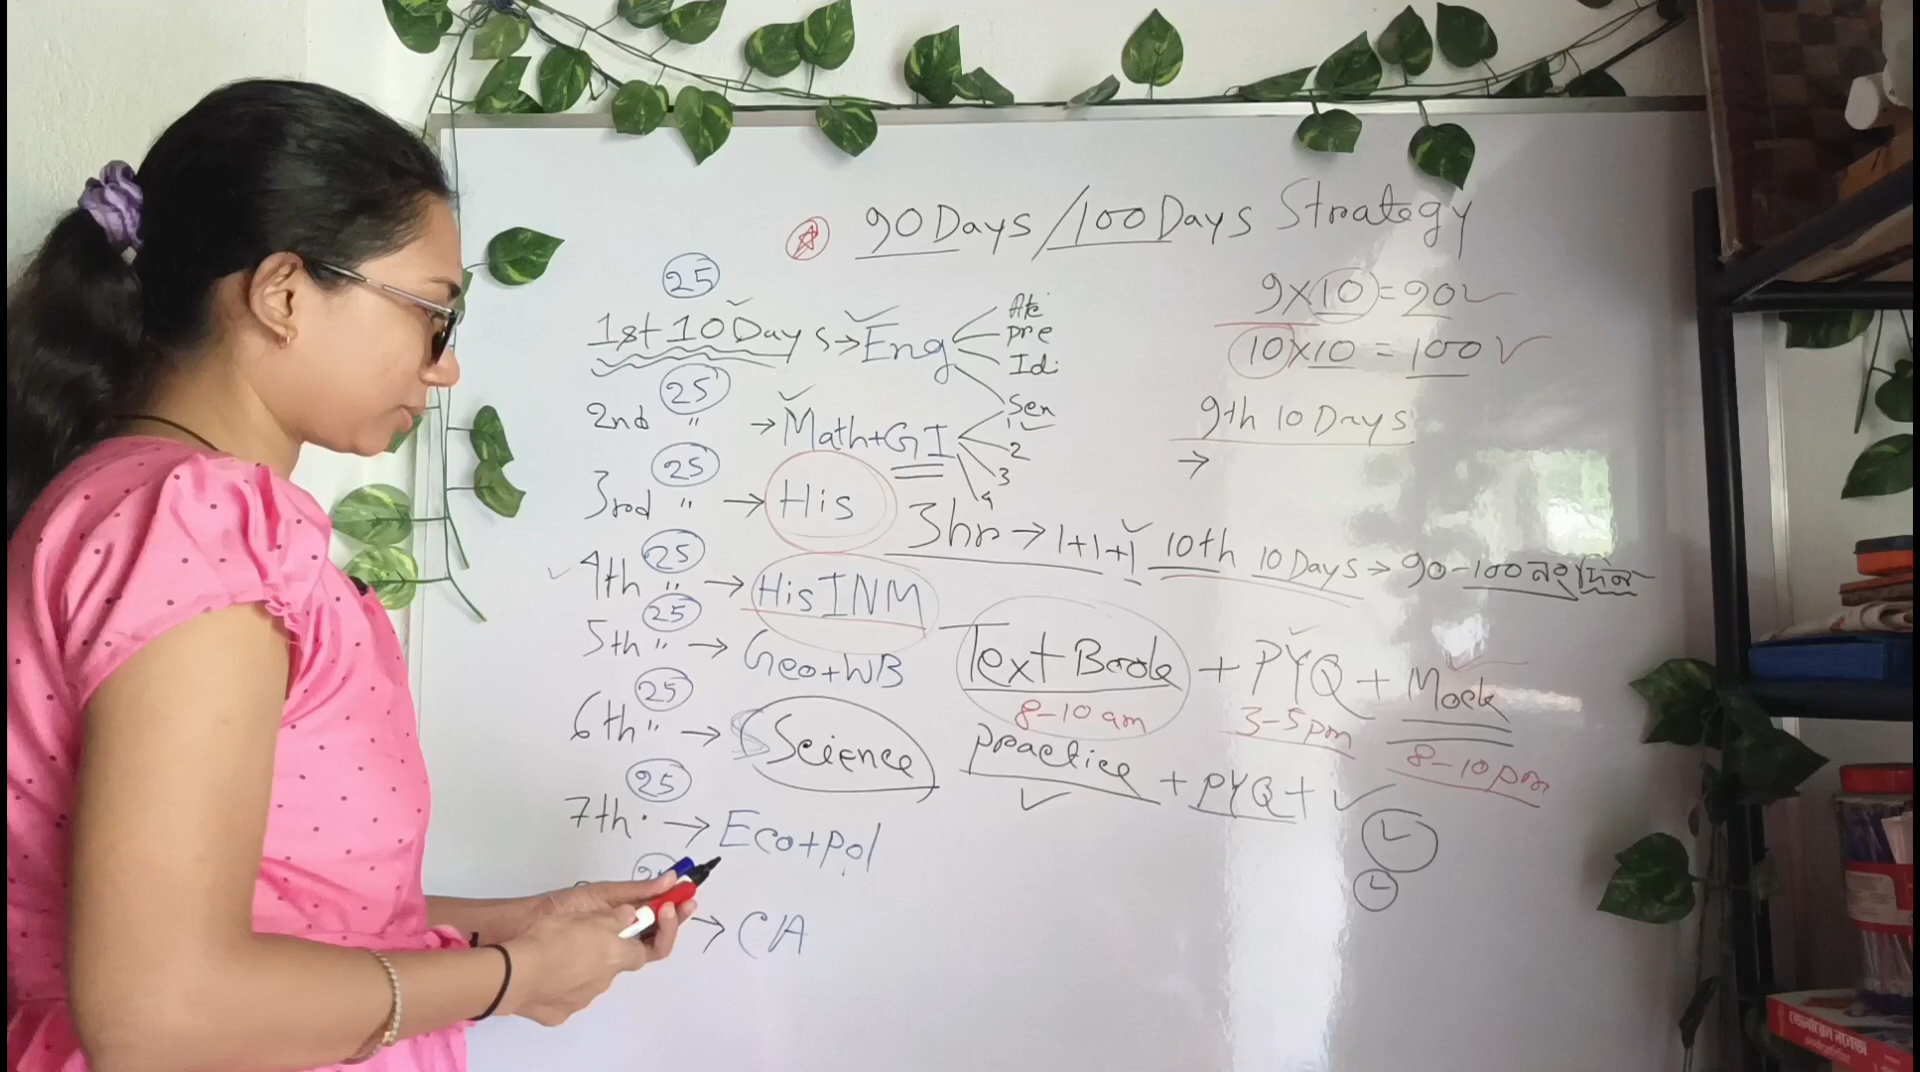 90 Days / 100 Days Strategy
25
1st 10 Days → Eng
pre
Id:
Sen
25
2nd " → Math+GI
1
2
3
4
25
3rd " → His
25
4th " → His INM
25
5th " → Geo+WB
25
6th " → Science
25
7th → Eco+Pol
→ CA
9×10=90
10×10=100
9th 10 Days
→
3hr → 1+1+1
10th 10 Days → 90-100 নং দিন
Text Book + PYQ + Mock
8-10 am
3-5 pm
8-10 pm
practice + PYQ +
জেনারেল নলেজ